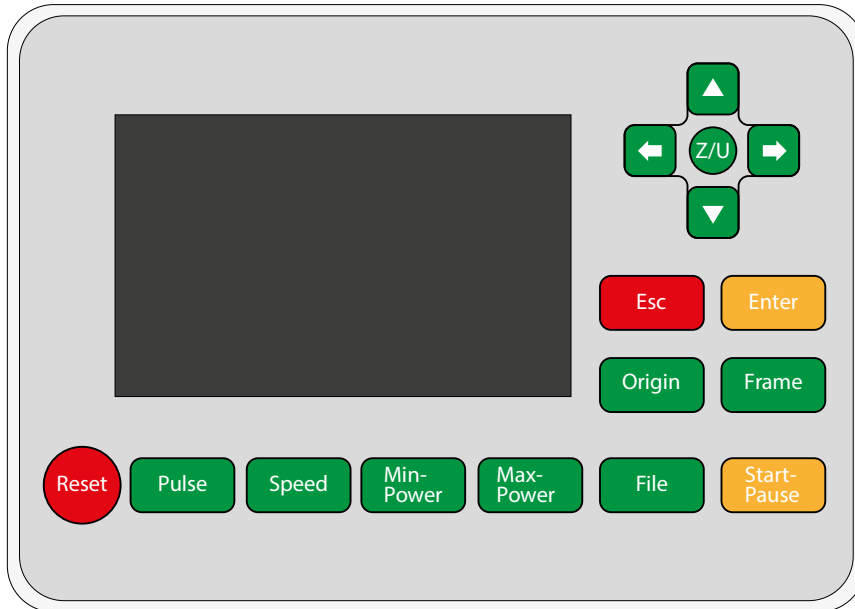 Z/U
Esc
Enter
Origin
Frame
Reset
Pulse
Speed
Min-
Power
Max-
Power
File
Start-
Pause